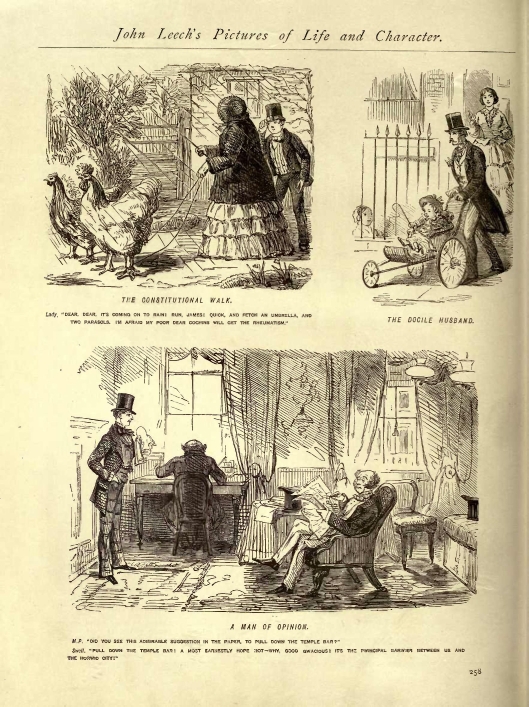 John Leech's Pictures of Life and Character.
THE CONSTITUTIONAL WALK.
Lady. "DEAR, DEAR, IT'S COMING ON TO RAIN! RUN, JAMES! QUICK, AND FETCH AN UMBRELLA, AND
TWO PARASOLS. I'M AFRAID MY POOR DEAR COCHINS WILL GET THE RHEUMATISM."
THE DOCILE HUSBAND.
A MAN OF OPINION.
M.P. "DID YOU SEE THIS ADMIRABLE SUGGESTION IN THE PAPER, TO PULL DOWN THE TEMPLE BAR?"
Swell. "PULL DOWN THE TEMPLE BAR! A MOST EARNESTLY HOPE NOT—WHY, GOOD GWACIOUS! IT'S THE PRINCIPAL BARRIER BETWEEN US AND
THE HORRID CITY!"
258